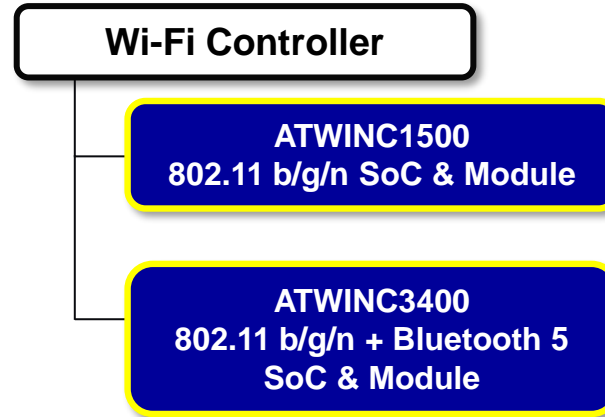 Wi-Fi Controller
ATWINC1500
802.11 b/g/n SoC & Module
ATWINC3400
802.11 b/g/n + Bluetooth 5
SoC & Module